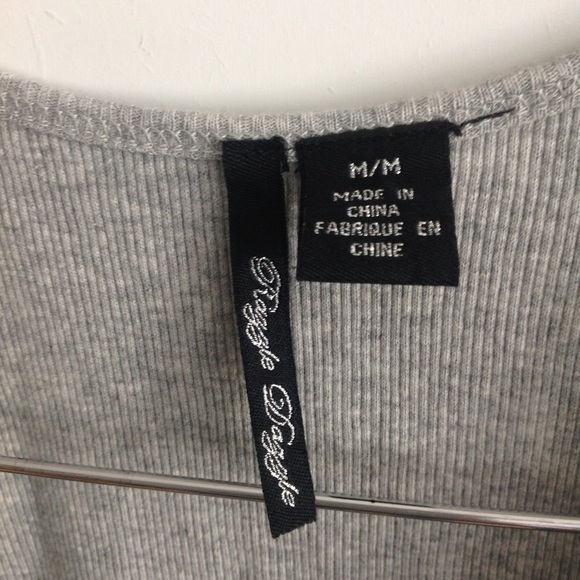 M/M
MADE IN
CHINA
FABRIQUE EN
CHINE
Razzle Dazzle